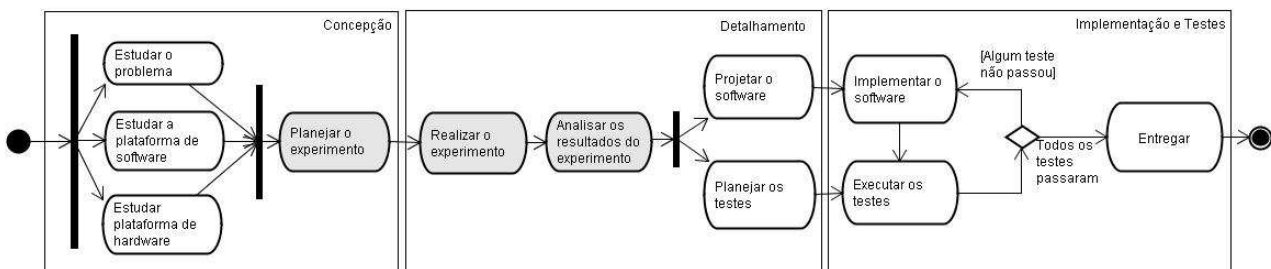 Concepção
Estudar o
problema
Estudar a
plataforma de
software
Estudar
plataforma de
hardware
Planejar o
experimento
Detalhamento
Realizar o
experimento
Analisar os
resultados do
experimento
Projetar o
software
Planejar os
testes
Implementação e Testes
Implementar o
software
Executar os
testes
[Algum teste
não passou]
Todos os
testes
passaram
Entregar